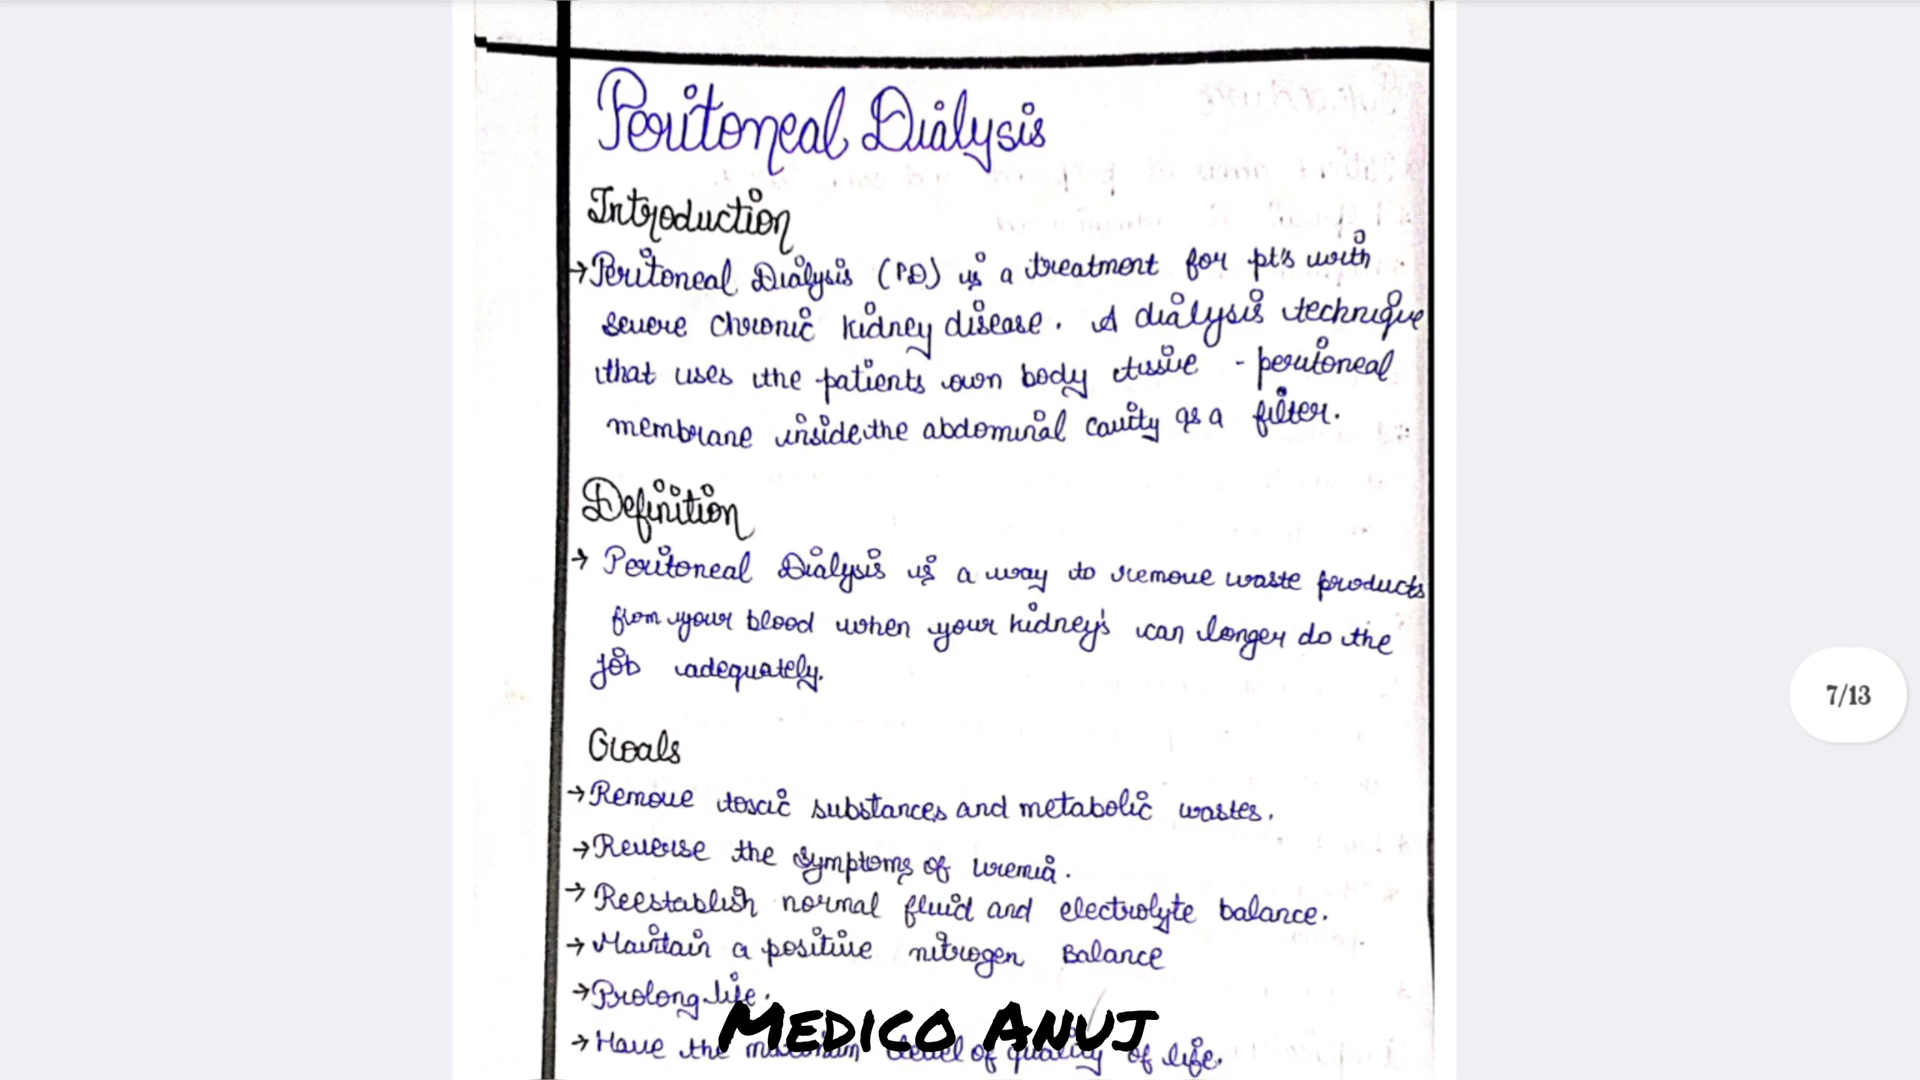 Peritoneal Dialysis
Introduction
→ Peritoneal Dialysis (PD) is a treatment for pt's with
severe chronic kidney disease. A dialysis technique
that uses the patients own body tissue - peritoneal
membrane inside the abdominal cavity as a filter.
Definition
→ Peritoneal Dialysis is a way to remove waste products
from your blood when your kidney's can longer do the
job adequately.
Goals
→ Remove toxic substances and metabolic wastes.
→ Reverse the symptoms of uremia.
→ Reestablish normal fluid and electrolyte balance.
→ Maintain a positive nitrogen Balance
→ Prolong life.
MEDICO ANUJ
→ Have the level of quality of life.
7/13